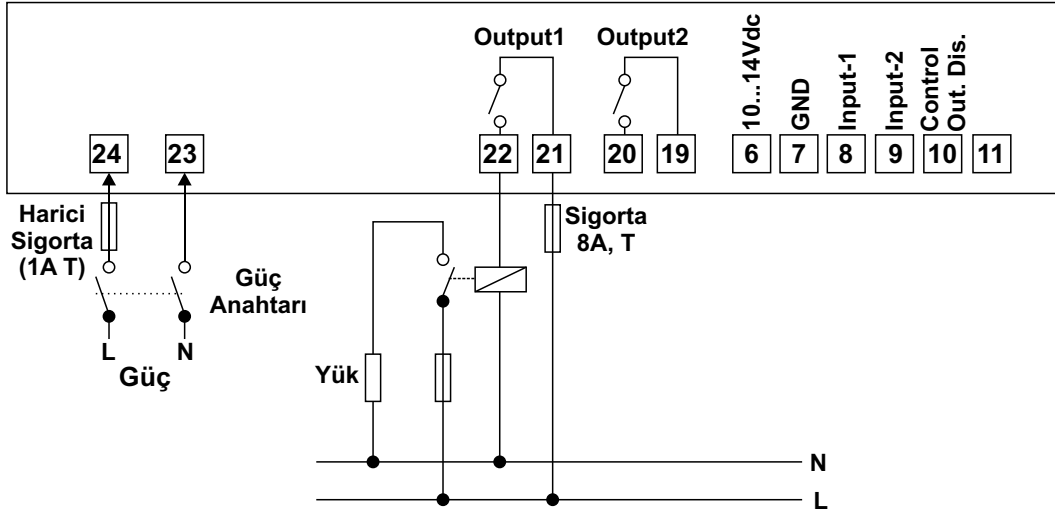 Output1
Output2
10...14Vdc
GND
Input-1
Input-2
Control
Out. Dis.
24
23
22
21
20
19
6
7
8
9
10
11
Harici
Sigorta
(1A T)
Sigorta
8A, T
Güç
Anahtarı
L
N
Güç
Yük
N
L